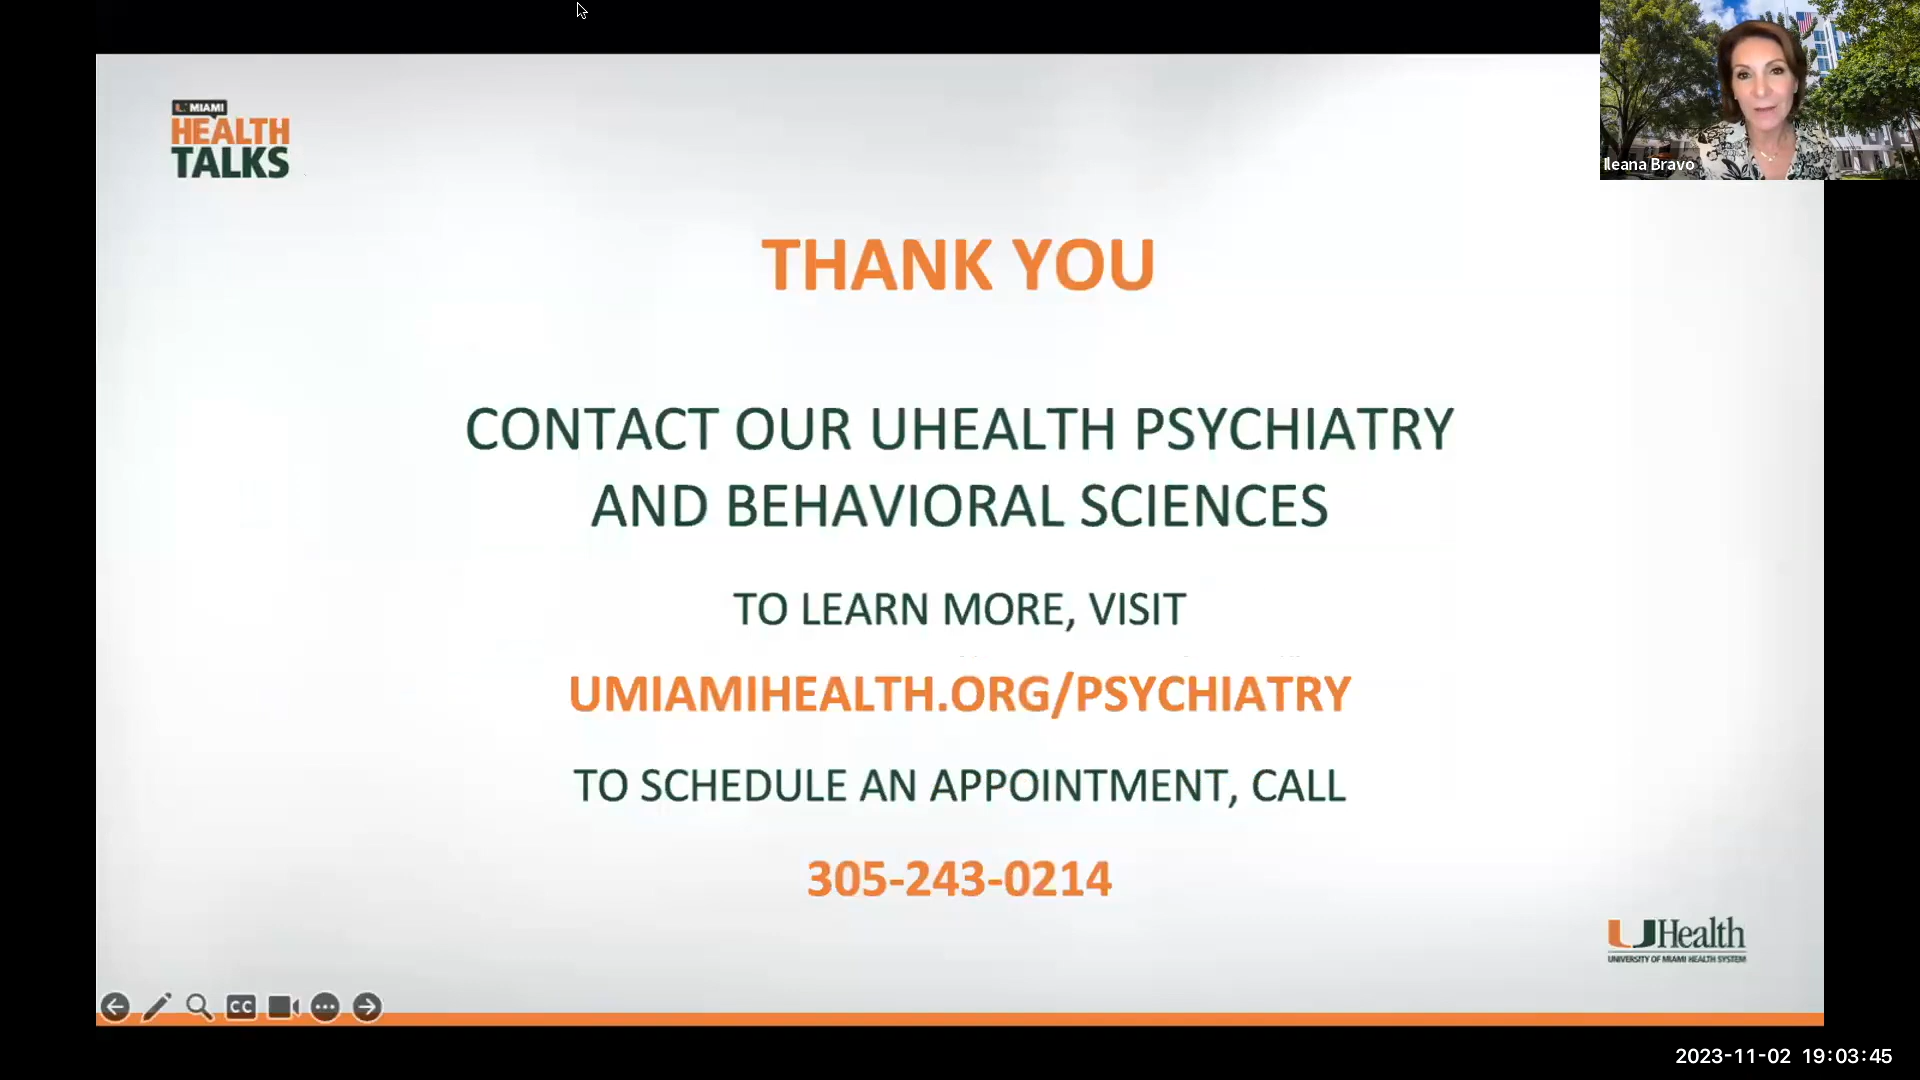 U MIAMI
HEALTH
TALKS
Ileana Bravo
THANK YOU
CONTACT OUR UHEALTH PSYCHIATRY
AND BEHAVIORAL SCIENCES
TO LEARN MORE, VISIT
UMIAMIHEALTH.ORG/PSYCHIATRY
TO SCHEDULE AN APPOINTMENT, CALL
305-243-0214
UHealth
UNIVERSITY OF MIAMI HEALTH SYSTEM
CC
2023-11-02 19:03:45